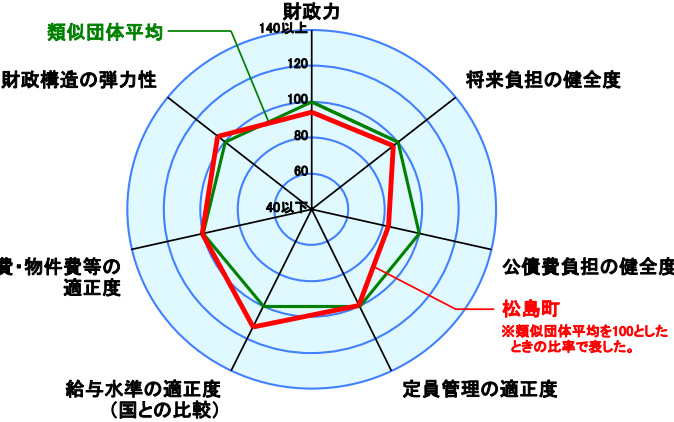 財政力
類似団体平均
140以上
120
100
80
60
40以下
財政構造の弾力性
将来負担の健全度
費・物件費等の
適正度
公債費負担の健全度
松島町
※類似団体平均を100とした
ときの比率で表した。
給与水準の適正度
（国との比較）
定員管理の適正度